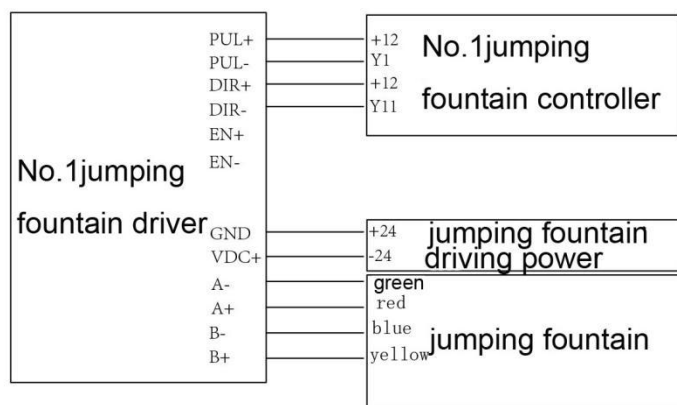 PUL+
PUL-
DIR+
DIR-
EN+
EN-
No.1jumping
fountain driver
GND
VDC+
A-
A+
B-
B+
+12
Y1
+12
Y11
No.1jumping
fountain controller
+24
-24
jumping fountain
driving power
green
red
blue
yellow
jumping fountain